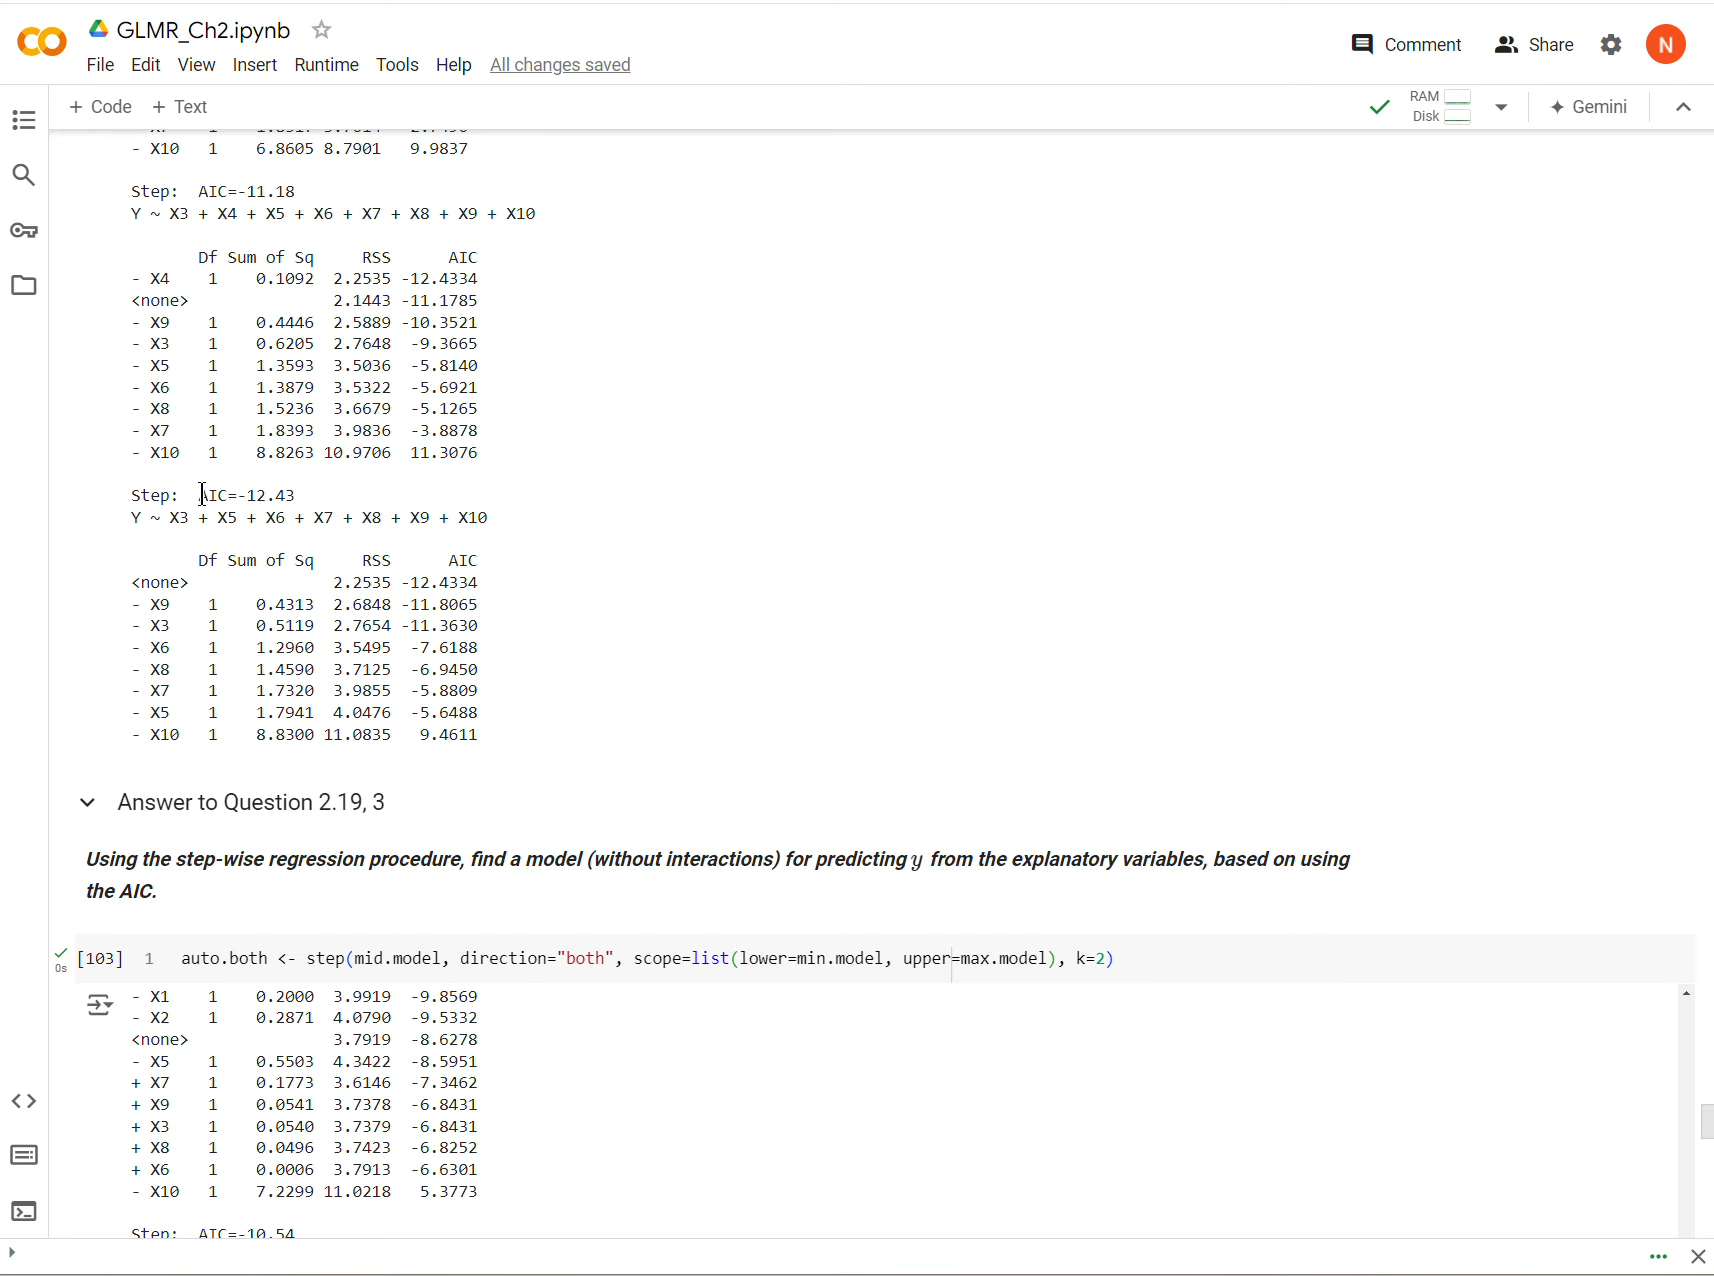 GLMR_Ch2.ipynb
File Edit View Insert Runtime Tools Help All changes saved
Comment Share N
+ Code + Text
RAM
Disk
Gemini
- X10 1 6.8605 8.7901 9.9837
Step: AIC=-11.18
Y ~ X3 + X4 + X5 + X6 + X7 + X8 + X9 + X10
Df Sum of Sq RSS AIC
- X4 1 0.1092 2.2535 -12.4334
<none> 2.1443 -11.1785
- X9 1 0.4446 2.5889 -10.3521
- X3 1 0.6205 2.7648 -9.3665
- X5 1 1.3593 3.5036 -5.8140
- X6 1 1.3879 3.5322 -5.6921
- X8 1 1.5236 3.6679 -5.1265
- X7 1 1.8393 3.9836 -3.8878
- X10 1 8.8263 10.9706 11.3076
Step: AIC=-12.43
Y ~ X3 + X5 + X6 + X7 + X8 + X9 + X10
Df Sum of Sq RSS AIC
<none> 2.2535 -12.4334
- X9 1 0.4313 2.6848 -11.8065
- X3 1 0.5119 2.7654 -11.3630
- X6 1 1.2960 3.5495 -7.6188
- X8 1 1.4590 3.7125 -6.9450
- X7 1 1.7320 3.9855 -5.8809
- X5 1 1.7941 4.0476 -5.6488
- X10 1 8.8300 11.0835 9.4611
Answer to Question 2.19, 3
Using the step-wise regression procedure, find a model (without interactions) for predicting y from the explanatory variables, based on using
the AIC.
[103] 1 auto.both <- step(mid.model, direction="both", scope=list(lower=min.model, upper=max.model), k=2)
0s
- X1 1 0.2000 3.9919 -9.8569
- X2 1 0.2871 4.0790 -9.5332
<none> 3.7919 -8.6278
- X5 1 0.5503 4.3422 -8.5951
+ X7 1 0.1773 3.6146 -7.3462
+ X9 1 0.0541 3.7378 -6.8431
+ X3 1 0.0540 3.7379 -6.8431
+ X8 1 0.0496 3.7423 -6.8252
+ X6 1 0.0006 3.7913 -6.6301
- X10 1 7.2299 11.0218 5.3773
Step: AIC=-10.54